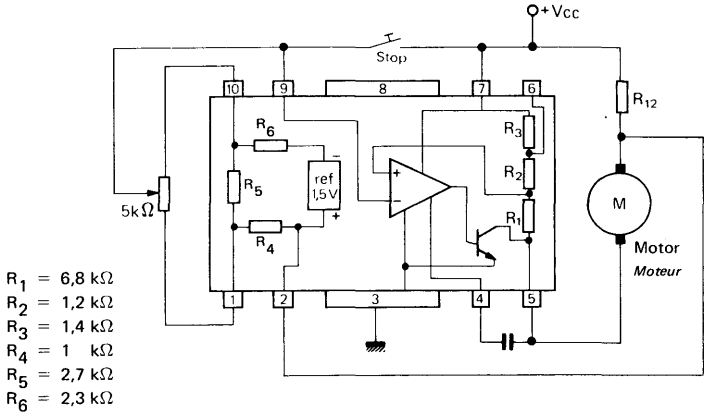 +Vcc
Stop
10
9
8
7
6
R12
R6
R3
R5
ref
1,5V
−
+
+
−
R2
M
5kΩ
R4
R1
Motor
Moteur
1
2
3
4
5
R1 = 6,8 kΩ
R2 = 1,2 kΩ
R3 = 1,4 kΩ
R4 = 1 kΩ
R5 = 2,7 kΩ
R6 = 2,3 kΩ